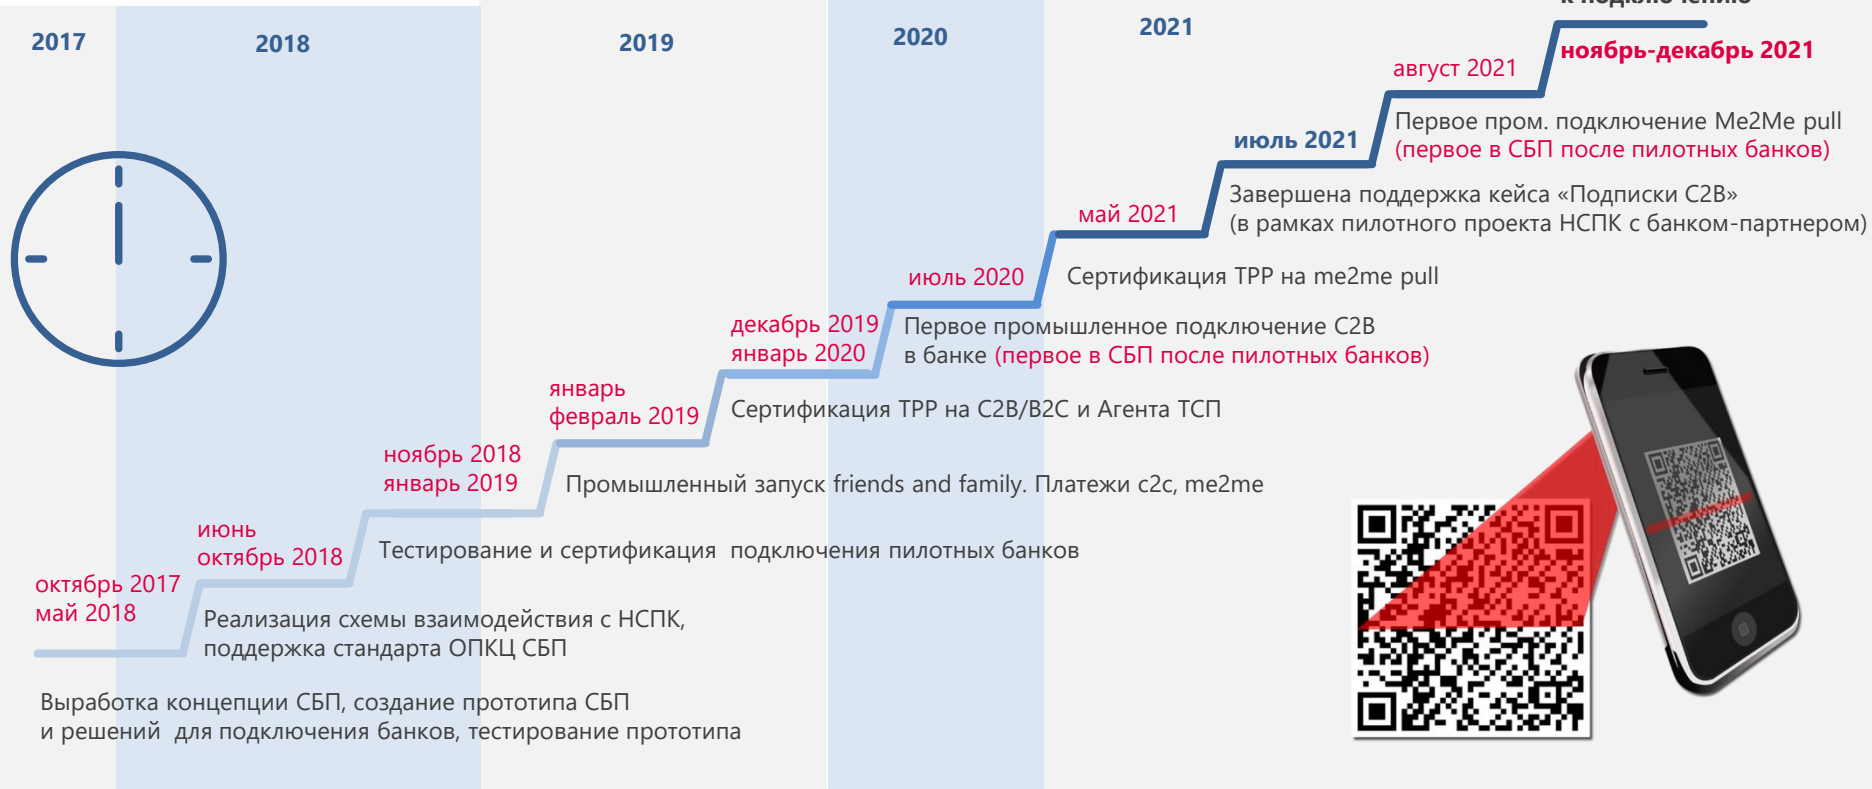 к подключению
2017
2018
2019
2020
2021
ноябрь-декабрь 2021
август 2021
Первое пром. подключение Me2Me pull
(первое в СБП после пилотных банков)
июль 2021
Завершена поддержка кейса «Подписки С2В»
(в рамках пилотного проекта НСПК с банком-партнером)
май 2021
Сертификация ТРР на me2me pull
июль 2020
Первое промышленное подключение С2В
в банке (первое в СБП после пилотных банков)
декабрь 2019
январь 2020
Сертификация ТРР на С2В/В2С и Агента ТСП
январь
февраль 2019
Промышленный запуск friends and family. Платежи с2с, me2me
ноябрь 2018
январь 2019
Тестирование и сертификация подключения пилотных банков
июнь
октябрь 2018
Реализация схемы взаимодействия с НСПК,
поддержка стандарта ОПКЦ СБП
октябрь 2017
май 2018
Выработка концепции СБП, создание прототипа СБП
и решений для подключения банков, тестирование прототипа